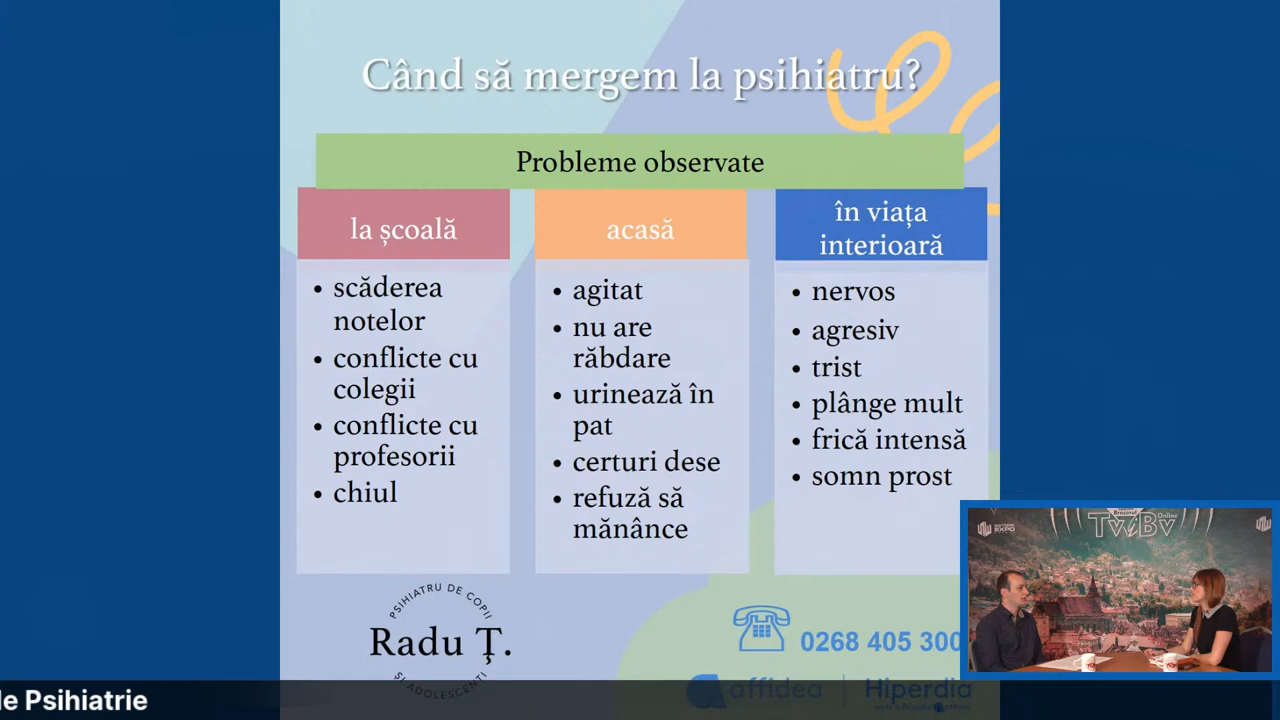 Când să mergem la psihiatru?
Probleme observate
la școală
• scăderea
notelor
• conflicte cu
colegii
• conflicte cu
profesorii
• chiul
acasă
• agitat
• nu are
răbdare
• urinează în
pat
• certuri dese
• refuză să
mănânce
în viața
interioară
• nervos
• agresiv
• trist
• plânge mult
• frică intensă
• somn prost
PSIHIATRU DE COPII
Radu Ț.
ȘI ADOLESCENȚI
0268 405 300
affidea
Hiperdia
TviBv
Online
EXPO
le Psihiatrie